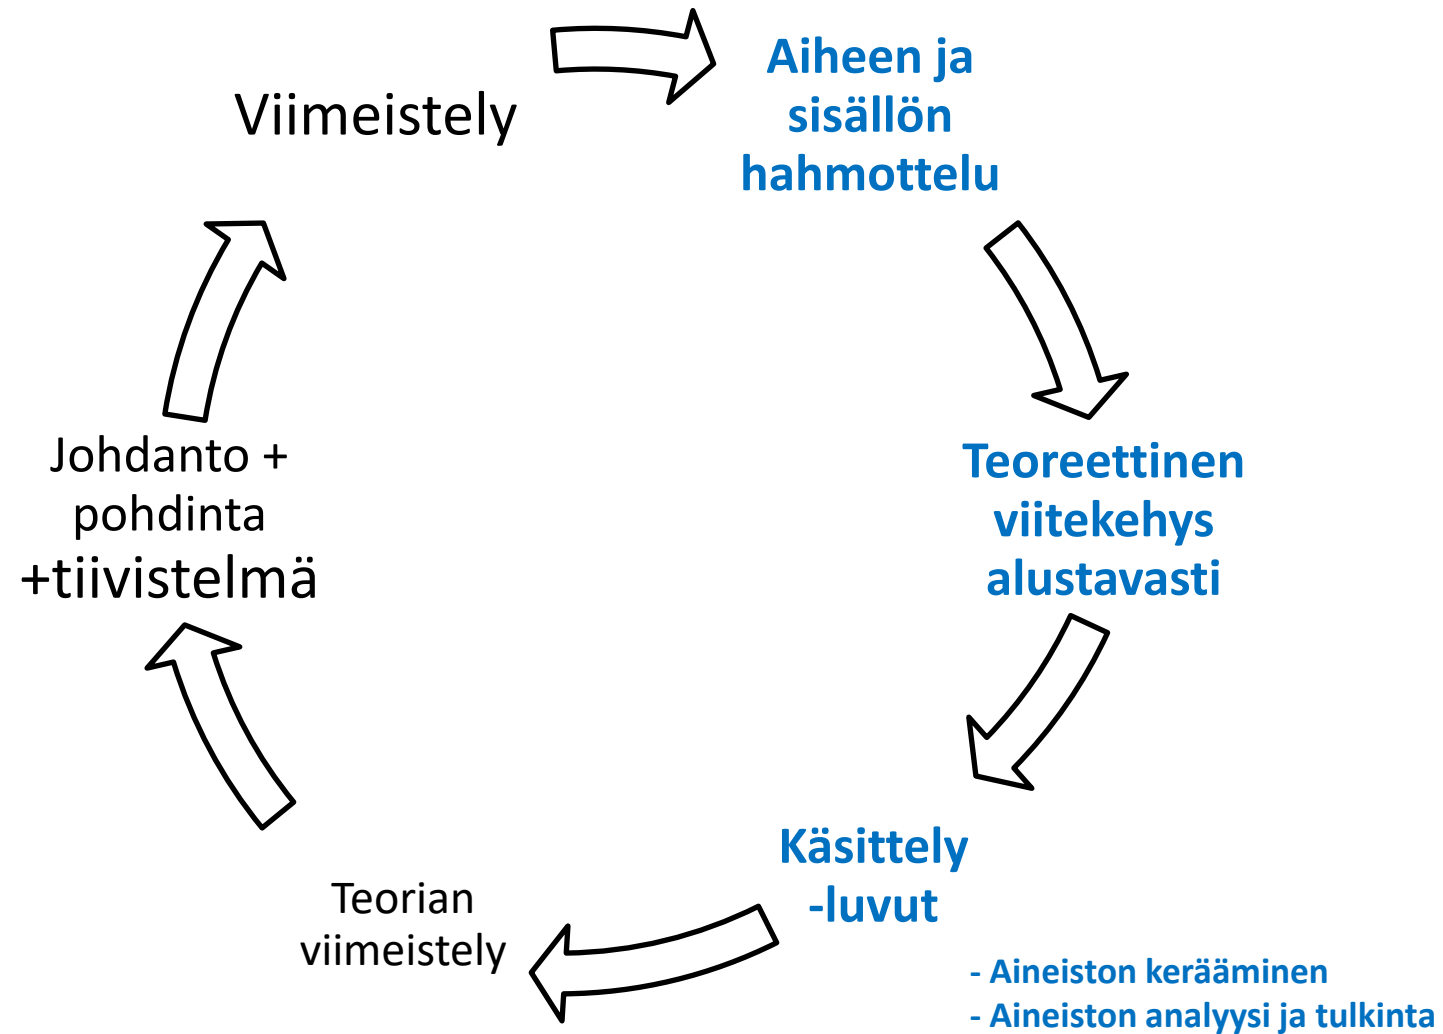 Viimeistely
Aiheen ja
sisällön
hahmottelu
Teoreettinen
viitekehys
alustavasti
Käsittely
-luvut
- Aineiston kerääminen
- Aineiston analyysi ja tulkinta
Teorian
viimeistely
Johdanto +
pohdinta
+tiivistelmä